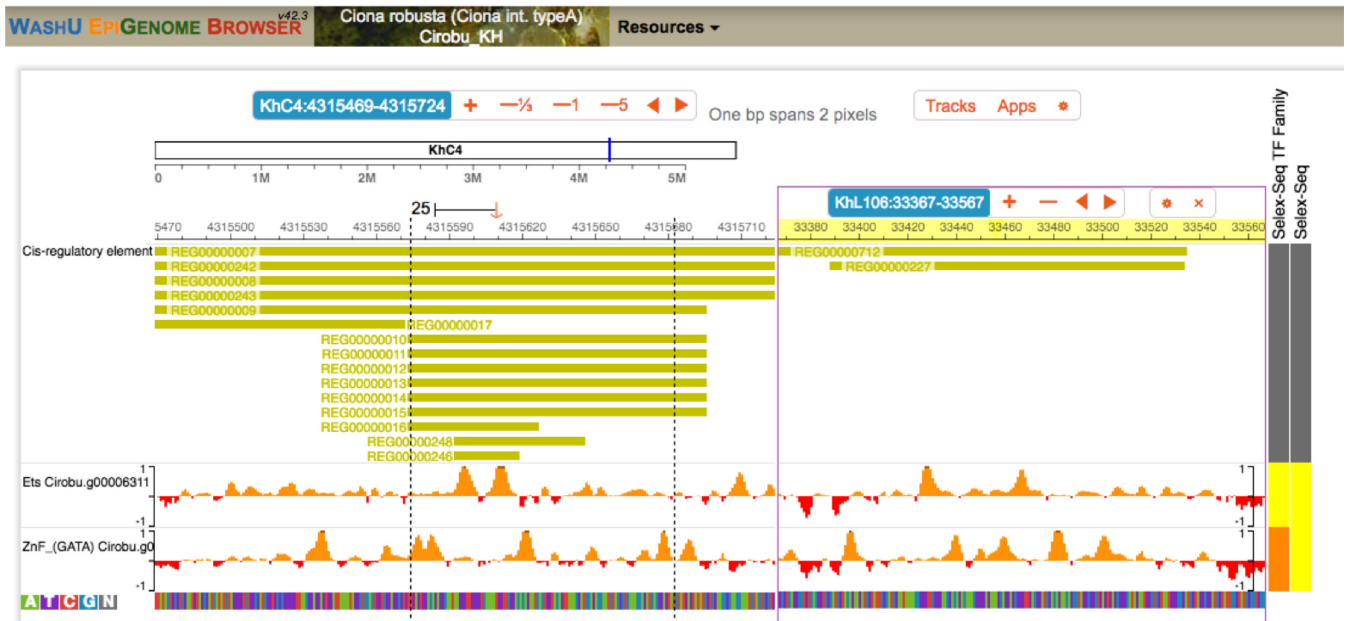 WASHU EPIGENOME BROWSER v42.3
Ciona robusta (Ciona int. typeA)
Cirobu_KH
Resources
KhC4:4315469-4315724 + −⅓ −1 −5
One bp spans 2 pixels
Tracks Apps
Selex-Seq TF Family
Selex-Seq
KhC4
0 1M 2M 3M 4M 5M
25
KhL106:33367-33567 + − ×
5470 4315500 4315530 4315560 4315590 4315620 4315650 4315680 4315710
33380 33400 33420 33440 33460 33480 33500 33520 33540 33560
Cis-regulatory element
REG00000007 REG00000712
REG00000242 REG00000227
REG00000008
REG00000243
REG00000009
REG00000017
REG00000010
REG00000011
REG00000012
REG00000013
REG00000014
REG00000015
REG00000016
REG00000248
REG00000246
1 1
Ets Cirobu.g00006311
-1 -1
1 1
ZnF_(GATA) Cirobu.g0
-1 -1
A T C G N